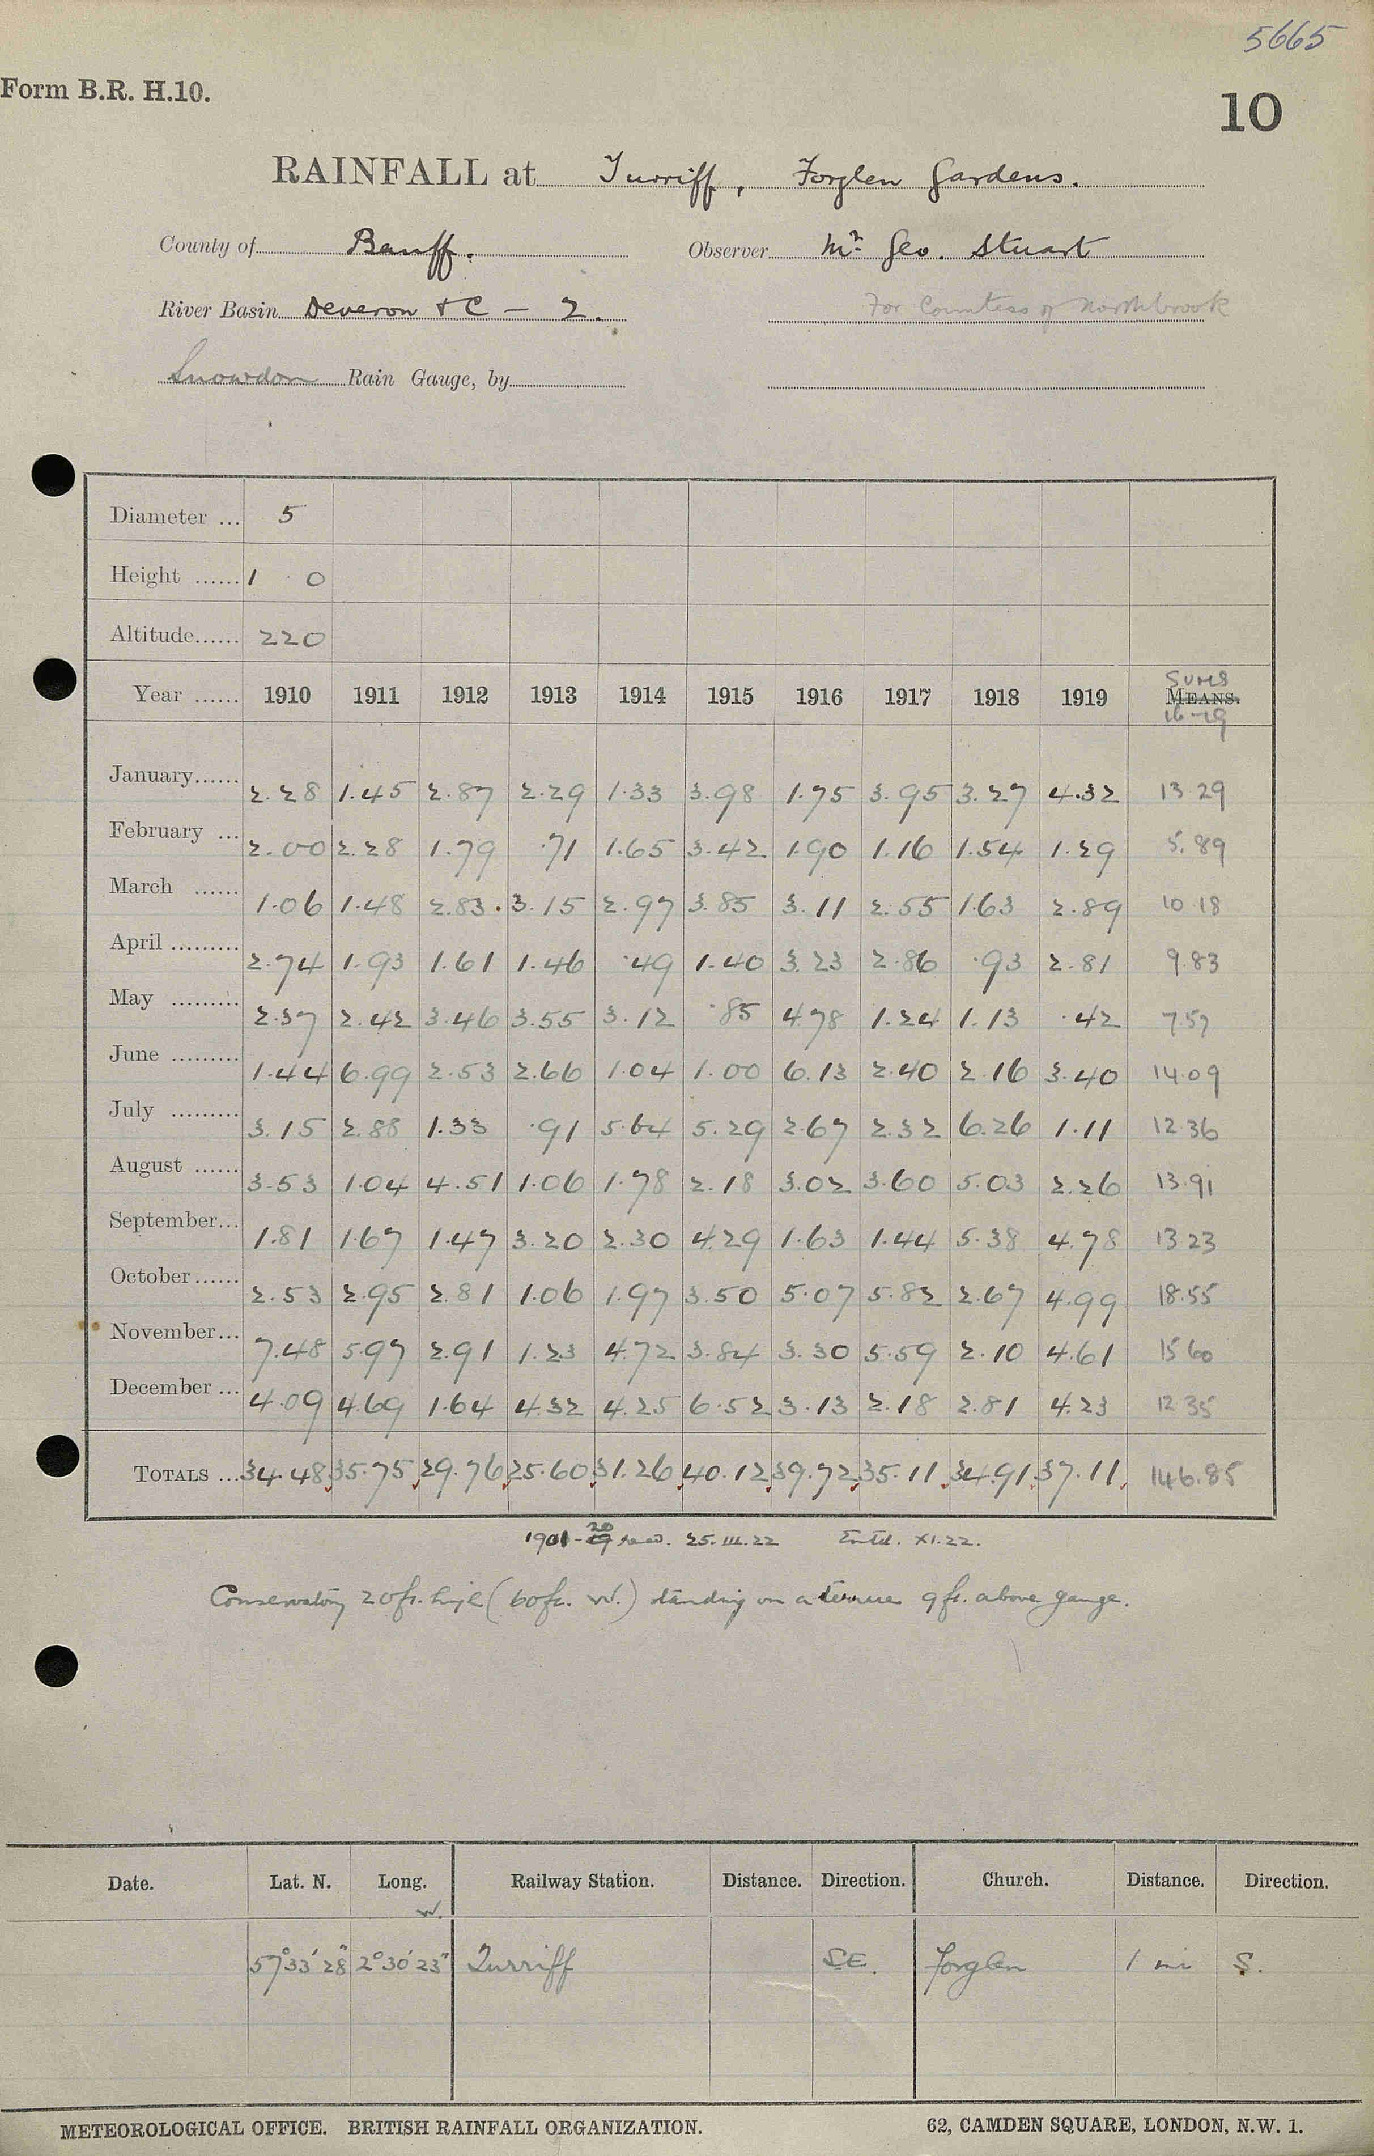 5665
Form B.R. H.10.
10
RAINFALL at Turriff, Forglen Gardens.
County of Banff. Observer Mr. Geo. Stuart
River Basin Deveron & C – 2. For Countess of Northbrook
Snowdon Rain Gauge, by
Diameter ... 5
Height ...... 1 . 0
Altitude...... 220
Year ...... 1910 1911 1912 1913 1914 1915 1916 1917 1918 1919 SUMS MEANS. 16-19
January...... 2.28 1.45 2.87 2.29 1.33 3.98 1.75 3.95 3.27 4.32 13.29
February ... 2.00 2.28 1.79 .71 1.65 3.42 1.90 1.16 1.54 1.29 5.89
March ...... 1.06 1.48 2.83 3.15 2.97 3.85 3.11 2.55 1.63 2.89 10.18
April ......... 2.74 1.93 1.61 1.46 .49 1.40 3.23 2.86 .93 2.81 9.83
May ......... 2.37 2.42 3.46 3.55 3.12 .85 4.78 1.24 1.13 .42 7.57
June ......... 1.44 6.99 2.53 2.66 1.04 1.00 6.13 2.40 2.16 3.40 14.09
July ......... 3.15 2.88 1.33 .91 5.64 5.29 2.67 2.32 6.26 1.11 12.36
August ...... 3.53 1.04 4.51 1.06 1.78 2.18 3.02 3.60 5.03 2.26 13.91
September... 1.81 1.67 1.47 3.20 2.30 4.29 1.63 1.44 5.38 4.78 13.23
October...... 2.53 2.95 2.81 1.06 1.97 3.50 5.07 5.82 2.67 4.99 18.55
November... 7.48 5.97 2.91 1.23 4.72 3.84 3.30 5.59 2.10 4.61 15.60
December ... 4.09 4.69 1.64 4.32 4.25 6.52 3.13 2.18 2.81 4.23 12.35
TOTALS ... 34.48 35.75 29.76 25.60 31.26 40.12 39.72 35.11 34.91 37.11 146.85
1901-20 25.III.22 Entd. XI.22.
Conservatory 20ft. high (60ft. W.) standing on a terrace 9ft. above gauge.
Date. Lat. N. Long. W. Railway Station. Distance. Direction. Church. Distance. Direction.
57°33'28" 2°30'23" Turriff S.E. Forglen 1 mi S.
METEOROLOGICAL OFFICE. BRITISH RAINFALL ORGANIZATION. 62, CAMDEN SQUARE, LONDON, N.W. 1.